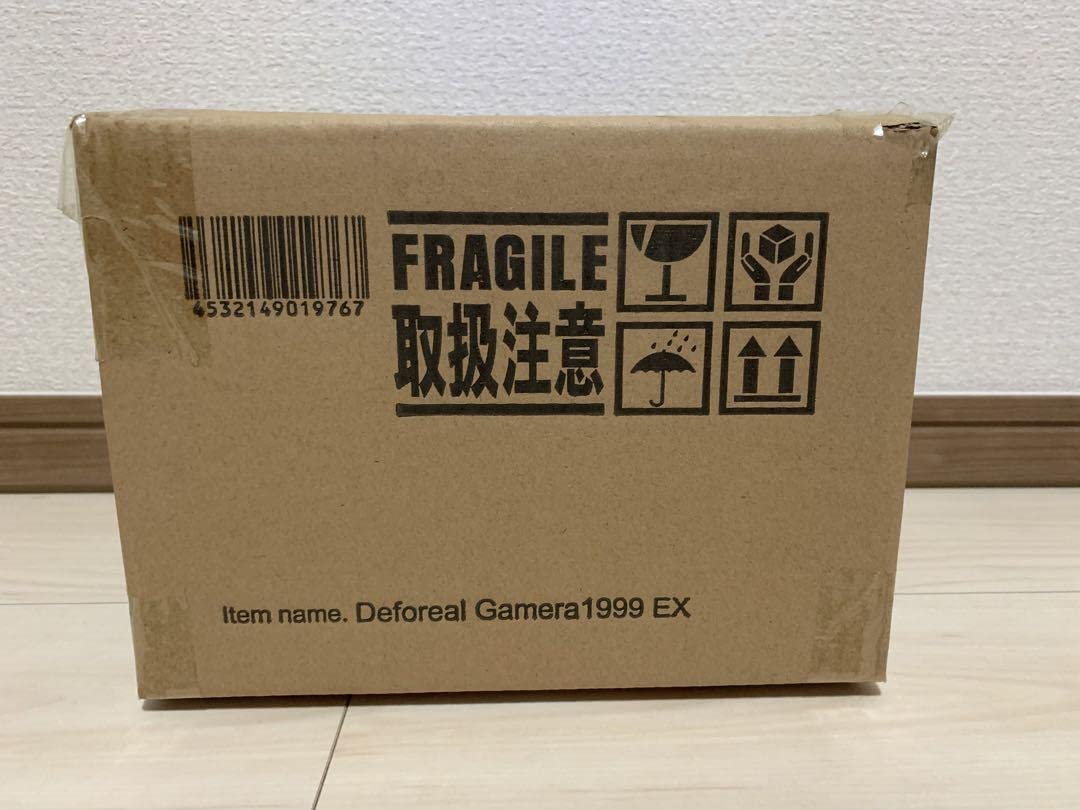 4532149019767
FRAGILE
取扱注意
Item name. Deforeal Gamera1999 EX